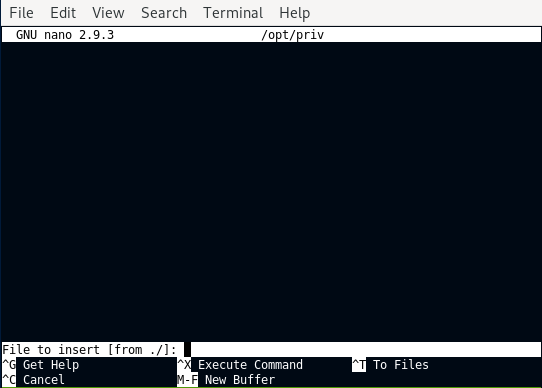 File Edit View Search Terminal Help
GNU nano 2.9.3 /opt/priv
File to insert [from ./]:
^G Get Help ^X Execute Command ^T To Files
^C Cancel M-F New Buffer